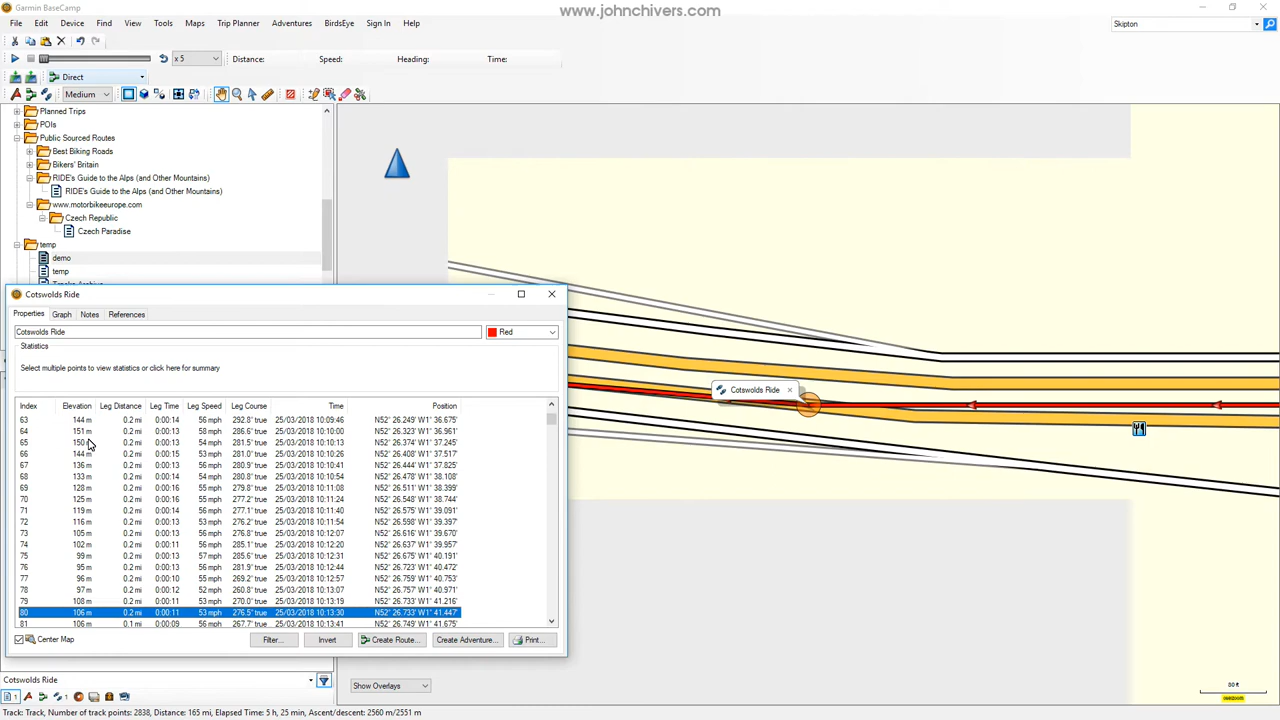 www.johnchivers.com
Garmin BaseCamp
File Edit Device Find View Tools Maps Trip Planner Adventures BirdsEye Sign In Help
Skipton
x 5 Distance: Speed: Heading: Time:
Direct
Medium
Planned Trips
POIs
Public Sourced Routes
Best Biking Roads
Bikers' Britain
RIDE's Guide to the Alps (and Other Mountains)
RIDE's Guide to the Alps (and Other Mountains)
www.motorbikeeurope.com
Czech Republic
Czech Paradise
temp
demo
temp
Cotswolds Ride
Properties Graph Notes References
Cotswolds Ride Red
Statistics
Select multiple points to view statistics or click here for summary
Index Elevation Leg Distance Leg Time Leg Speed Leg Course Time Position
63 144 m 0.2 mi 0:00:14 56 mph 292.8° true 25/03/2018 10:09:46 N52° 26.249' W1° 36.675'
64 151 m 0.2 mi 0:00:13 56 mph 286.6° true 25/03/2018 10:10:00 N52° 26.323' W1° 36.961'
65 150 m 0.2 mi 0:00:13 54 mph 281.5° true 25/03/2018 10:10:13 N52° 26.374' W1° 37.245'
66 144 m 0.2 mi 0:00:15 54 mph 281.0° true 25/03/2018 10:10:26 N52° 26.408' W1° 37.517'
67 136 m 0.2 mi 0:00:13 56 mph 280.9° true 25/03/2018 10:10:41 N52° 26.444' W1° 37.825'
68 133 m 0.2 mi 0:00:14 56 mph 279.8° true 25/03/2018 10:10:54 N52° 26.476' W1° 38.108'
69 128 m 0.2 mi 0:00:16 55 mph 280.8° true 25/03/2018 10:11:08 N52° 26.507' W1° 38.399'
70 125 m 0.2 mi 0:00:16 55 mph 277.2° true 25/03/2018 10:11:24 N52° 26.548' W1° 38.739'
71 119 m 0.2 mi 0:00:14 56 mph 277.1° true 25/03/2018 10:11:40 N52° 26.575' W1° 39.091'
72 116 m 0.2 mi 0:00:13 53 mph 276.2° true 25/03/2018 10:11:54 N52° 26.598' W1° 39.397'
73 105 m 0.2 mi 0:00:13 53 mph 282.6° true 25/03/2018 10:12:07 N52° 26.615' W1° 39.670'
74 102 m 0.2 mi 0:00:11 53 mph 284.3° true 25/03/2018 10:12:20 N52° 26.652' W1° 39.944'
75 99 m 0.2 mi 0:00:13 57 mph 285.6° true 25/03/2018 10:12:31 N52° 26.687' W1° 40.191'
76 95 m 0.2 mi 0:00:13 56 mph 281.9° true 25/03/2018 10:12:44 N52° 26.723' W1° 40.472'
77 96 m 0.2 mi 0:00:10 55 mph 269.2° true 25/03/2018 10:12:57 N52° 26.759' W1° 40.753'
78 97 m 0.2 mi 0:00:12 52 mph 260.8° true 25/03/2018 10:13:07 N52° 26.757' W1° 40.971'
79 108 m 0.2 mi 0:00:11 53 mph 270.0° true 25/03/2018 10:13:19 N52° 26.733' W1° 41.216'
80 106 m 0.2 mi 0:00:11 53 mph 276.5° true 25/03/2018 10:13:30 N52° 26.733' W1° 41.447'
81 106 m 0.1 mi 0:00:09 56 mph 267.7° true 25/03/2018 10:13:41 N52° 26.749' W1° 41.675'
Center Map Filter... Invert Create Route... Create Adventure... Print...
Cotswolds Ride
Cotswolds Ride
Show Overlays
80 ft
Track: Track, Number of track points: 2838, Distance: 165 mi, Elapsed Time: 5 h, 25 min, Ascent/descent: 2560 m/2551 m